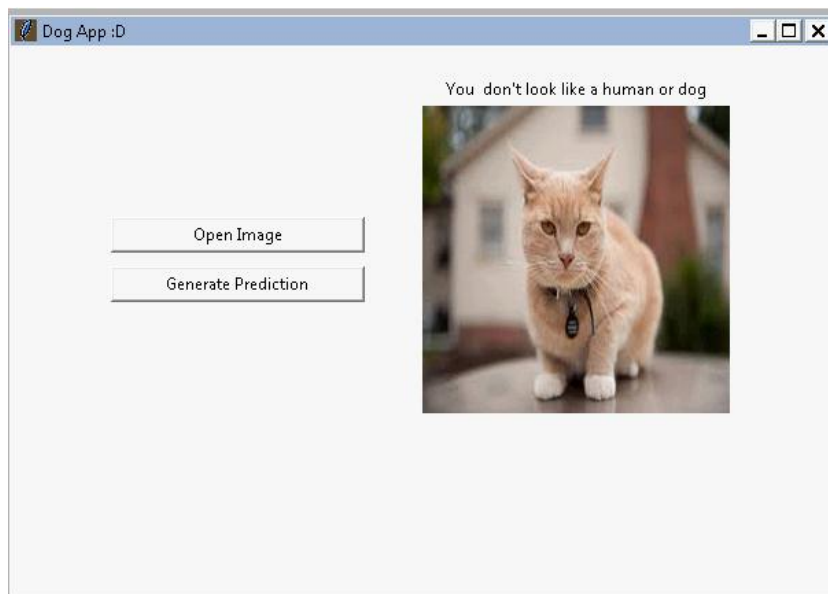 Dog App :D
You  don't look like a human or dog
Open Image
Generate Prediction